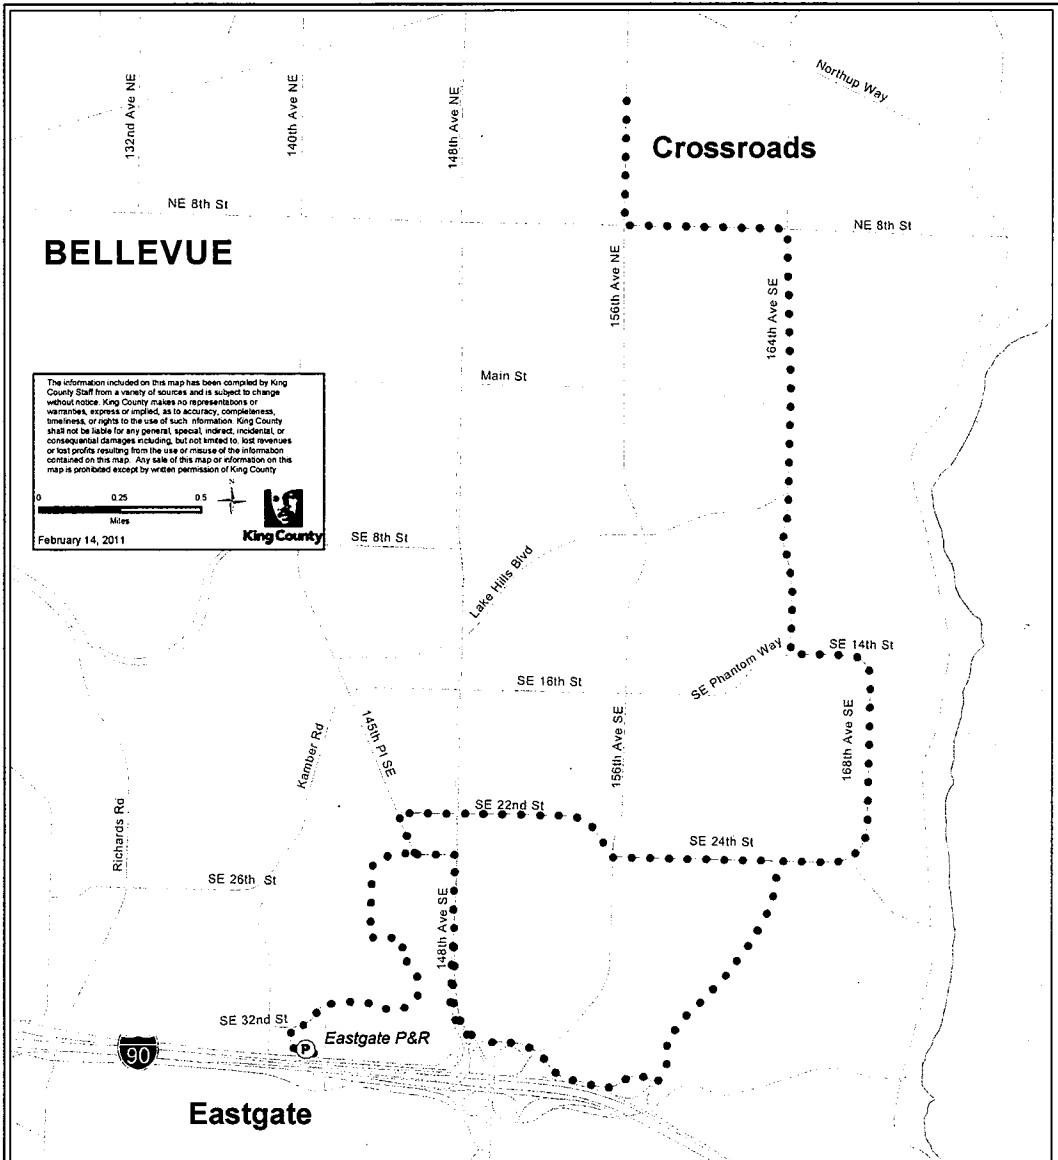 Northup Way
132nd Ave NE
140th Ave NE
148th Ave NE
156th Ave NE
Crossroads
NE 8th St
NE 8th St
BELLEVUE
156th Ave NE
164th Ave SE
Main St
The information included on this map has been compiled by King
County Staff from a variety of sources and is subject to change
without notice. King County makes no representations or
warranties, express or implied, as to accuracy, completeness,
timeliness, or rights to the use of such nformation. King County
shall not be liable for any general, special, indirect, incidental, or
consequential damages including, but not limited to, lost revenues
or lost profits resulting from the use or misuse of the information
contained on this map. Any sale of this map or information on this
map is prohibited except by written permission of King County
N
0 0.25 0 5
Miles
King County
February 14, 2011
SE 8th St
Lake Hills Blvd
SE 14th St
SE Phantom Way
SE 16th St
145th Pl SE
Kamber Rd
156th Ave SE
168th Ave SE
Richards Rd
SE 22nd St
SE 24th St
SE 26th St
148th Ave SE
SE 32nd St
Eastgate P&R
P
90
Eastgate